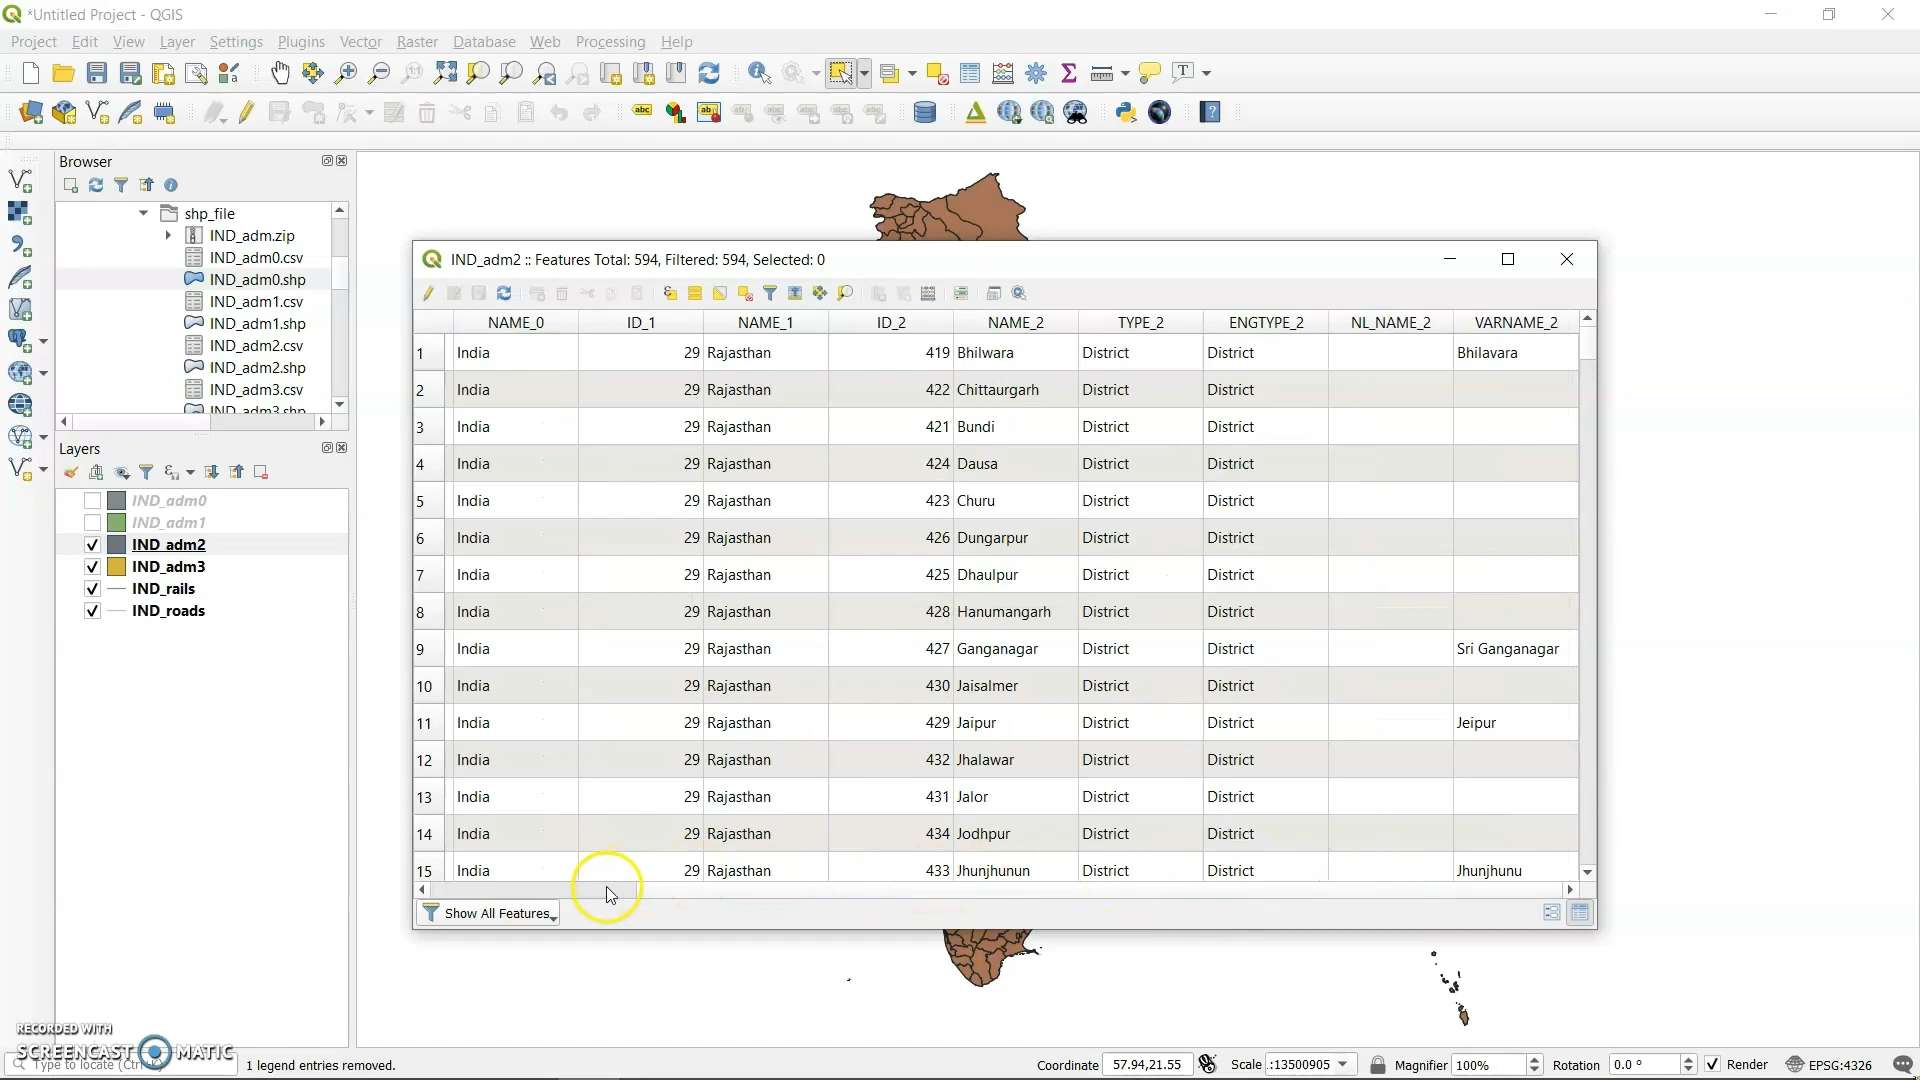 *Untitled Project - QGIS
Project Edit View Layer Settings Plugins Vector Raster Database Web Processing Help
Browser
shp_file
IND_adm.zip
IND_adm0.csv
IND_adm0.shp
IND_adm1.csv
IND_adm1.shp
IND_adm2.csv
IND_adm2.shp
IND_adm3.csv
IND_adm3.shp
Layers
IND_adm0
IND_adm1
IND_adm2
IND_adm3
IND_rails
IND_roads
IND_adm2 :: Features Total: 594, Filtered: 594, Selected: 0
NAME_0 ID_1 NAME_1 ID_2 NAME_2 TYPE_2 ENGTYPE_2 NL_NAME_2 VARNAME_2
1 India 29 Rajasthan 419 Bhilwara District District Bhilavara
2 India 29 Rajasthan 422 Chittaurgarh District District
3 India 29 Rajasthan 421 Bundi District District
4 India 29 Rajasthan 424 Dausa District District
5 India 29 Rajasthan 423 Churu District District
6 India 29 Rajasthan 426 Dungarpur District District
7 India 29 Rajasthan 425 Dhaulpur District District
8 India 29 Rajasthan 428 Hanumangarh District District
9 India 29 Rajasthan 427 Ganganagar District District Sri Ganganagar
10 India 29 Rajasthan 430 Jaisalmer District District
11 India 29 Rajasthan 429 Jaipur District District Jeipur
12 India 29 Rajasthan 432 Jhalawar District District
13 India 29 Rajasthan 431 Jalor District District
14 India 29 Rajasthan 434 Jodhpur District District
15 India 29 Rajasthan 433 Jhunjhunun District District Jhunjhunu
Show All Features
RECORDED WITH
SCREENCAST MATIC
Type to locate (Ctrl+K)
1 legend entries removed.
Coordinate 57.94,21.55 Scale :13500905 Magnifier 100% Rotation 0.0 ° Render EPSG:4326